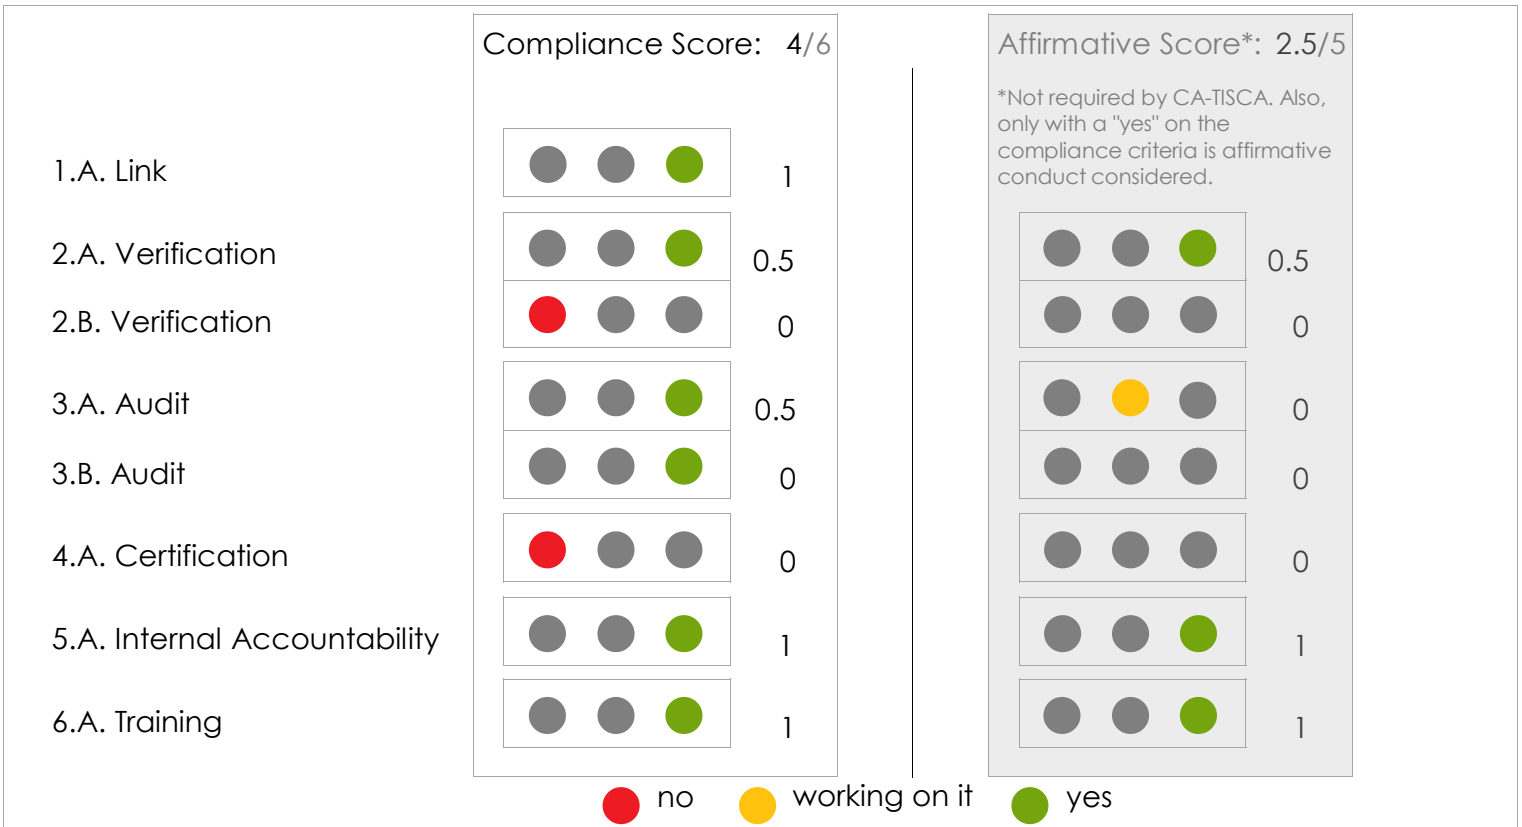 Compliance Score: 4/6
Affirmative Score*: 2.5/5
*Not required by CA-TISCA. Also,
only with a "yes" on the
compliance criteria is affirmative
conduct considered.
1.A. Link 1
2.A. Verification 0.5 0.5
2.B. Verification 0 0
3.A. Audit 0.5 0
3.B. Audit 0 0
4.A. Certification 0 0
5.A. Internal Accountability 1 1
6.A. Training 1 1
no working on it yes